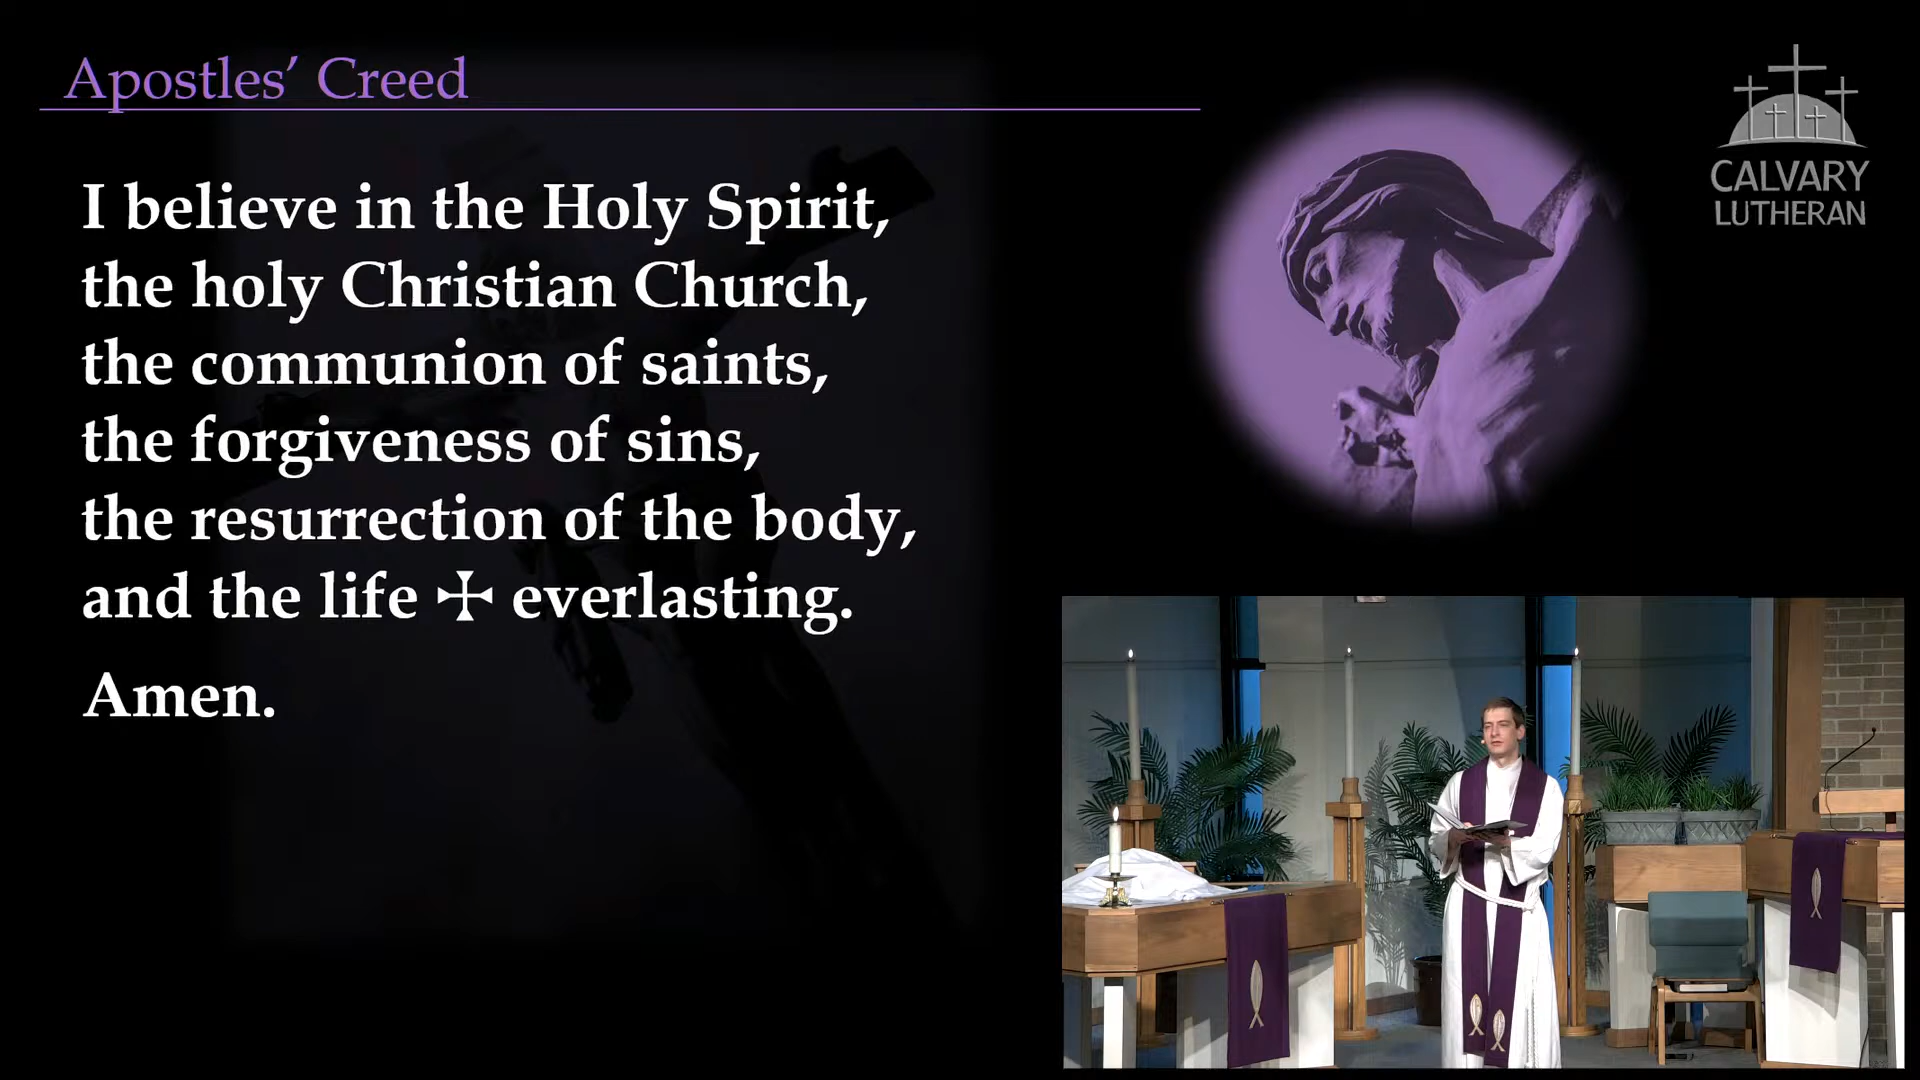 Apostles’ Creed
I believe in the Holy Spirit,
the holy Christian Church,
the communion of saints,
the forgiveness of sins,
the resurrection of the body,
and the life ✠ everlasting.
Amen.
CALVARY
LUTHERAN